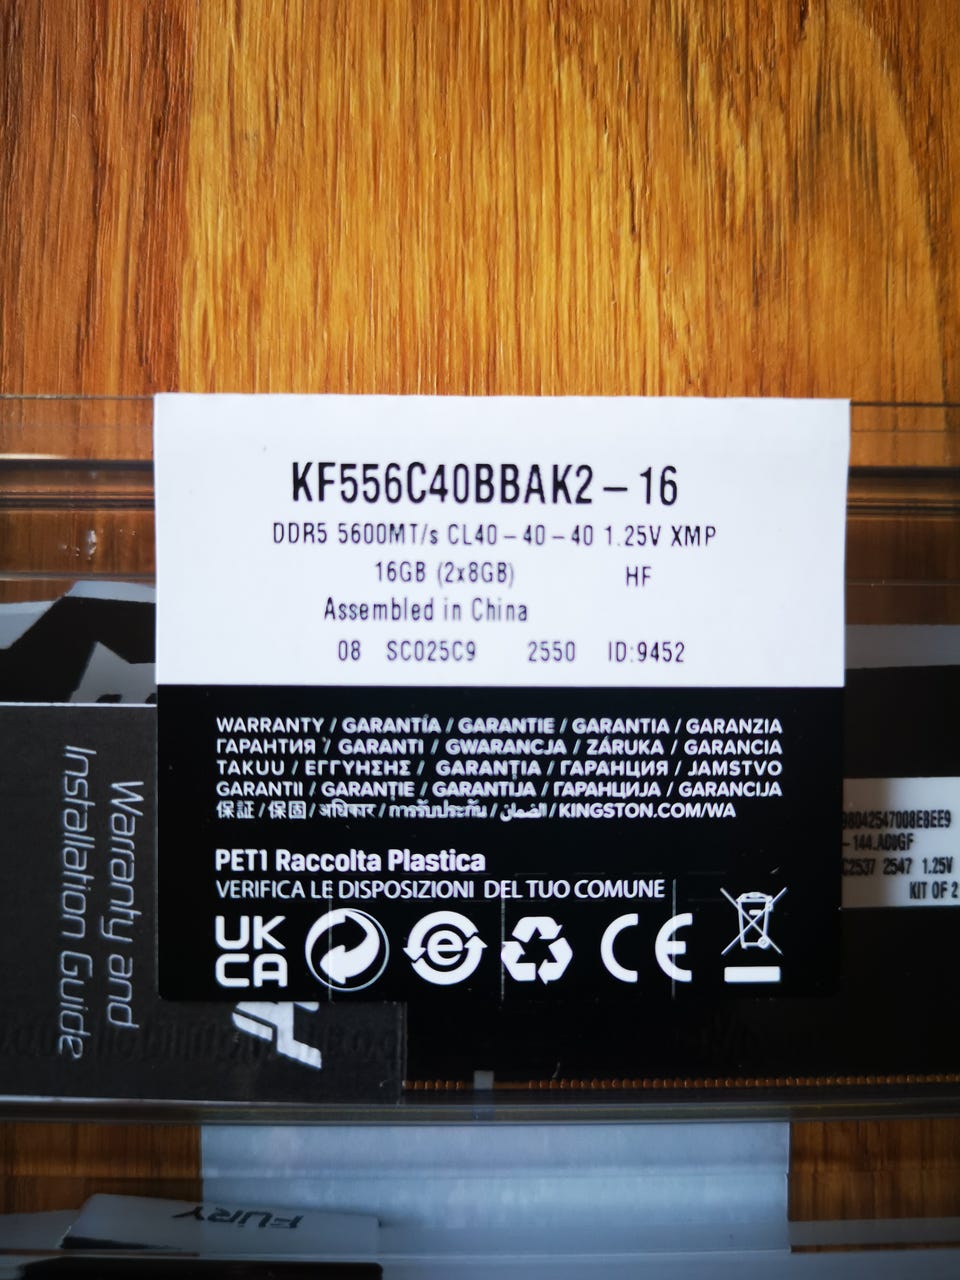 KF556C40BBAK2-16
DDR5 5600MT/s CL40-40-40 1.25V XMP
16GB (2x8GB) HF
Assembled in China
08 SC025C9 2550 ID:9452
WARRANTY / GARANTÍA / GARANTIE / GARANTIA / GARANZIA
ГАРАНТИЯ / GARANTI / GWARANCJA / ZÁRUKA / GARANCIA
TAKUU / ΕΓΓΥΗΣΗΣ / GARANȚIA / ГАРАНЦИЯ / JAMSTVO
GARANTII / GARANȚIE / GARANTIJA / ГАРАНЦИЈА / GARANCIJA
保証 / 保固 / अधिकार / การรับประกัน / الضمان / KINGSTON.COM/WA
PET1 Raccolta Plastica
VERIFICA LE DISPOSIZIONI DEL TUO COMUNE
UK
CA
e
CE
Warranty and
Installation Guide
-144.A00GF
2547 1.25V
KIT OF 2
FURY